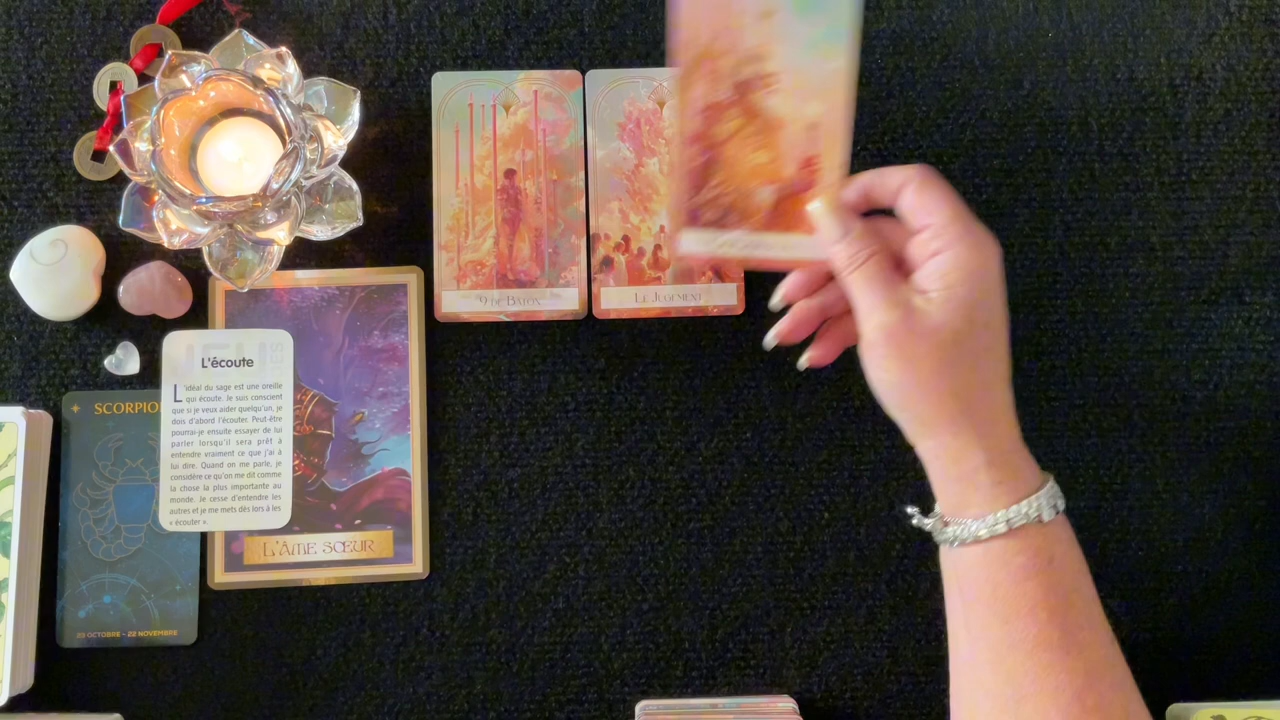 9 DE BÂTON
LE JUGEMENT
L'écoute
L'idéal du sage est une oreille
qui écoute. Je suis conscient
que si je veux aider quelqu'un, je
dois d'abord l'écouter. Peut-être
pourrai-je ensuite essayer de lui
parler lorsqu'il sera prêt à
entendre vraiment ce que j'ai à
lui dire. Quand on me parle, je
considère ce qu'on me dit comme
la chose la plus importante au
monde. Je cesse d'entendre les
autres et je me mets dès lors à les
« écouter ».
SCORPIO
L'ÂME SŒUR
23 OCTOBRE - 22 NOVEMBRE